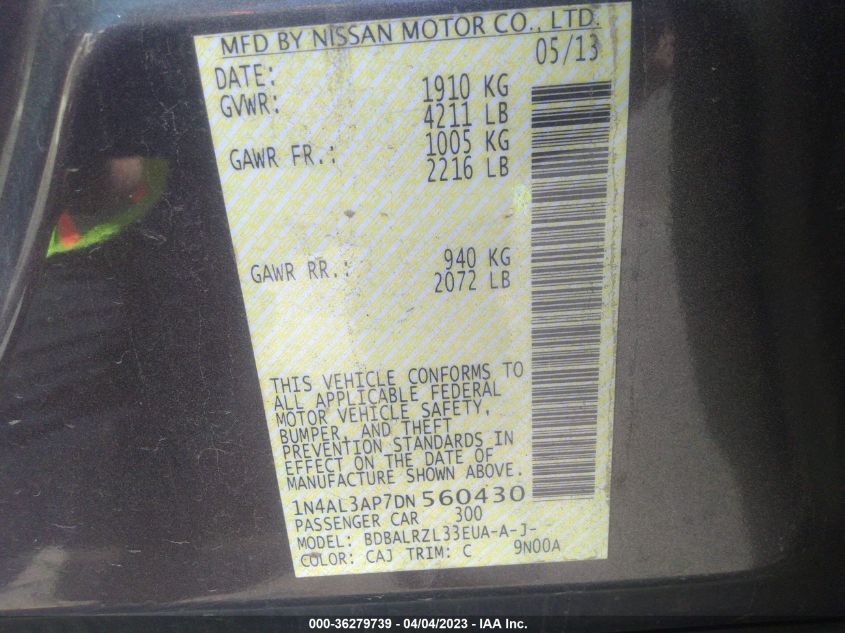 MFD BY NISSAN MOTOR CO., LTD.
DATE: 05/13
GVWR: 1910 KG
4211 LB
GAWR FR.: 1005 KG
2216 LB
GAWR RR.: 940 KG
2072 LB
THIS VEHICLE CONFORMS TO
ALL APPLICABLE FEDERAL
MOTOR VEHICLE SAFETY,
BUMPER, AND THEFT
PREVENTION STANDARDS IN
EFFECT ON THE DATE OF
MANUFACTURE SHOWN ABOVE.
1N4AL3AP7DN560430
PASSENGER CAR 300
MODEL: BDBALRZL33EUA-A-J-
COLOR: CAJ TRIM: C 9N00A
000-36279739 - 04/04/2023 - IAA Inc.